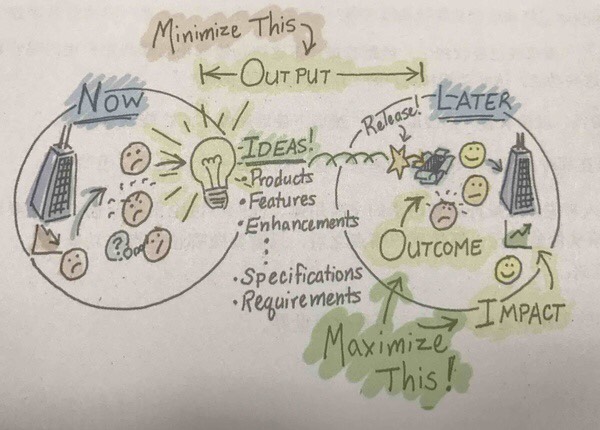 Minimize This
OUTPUT
NOW
LATER
Release!
IDEAS!
• Products
• Features
• Enhancements
• Specifications
• Requirements
?
OUTCOME
IMPACT
Maximize
This!